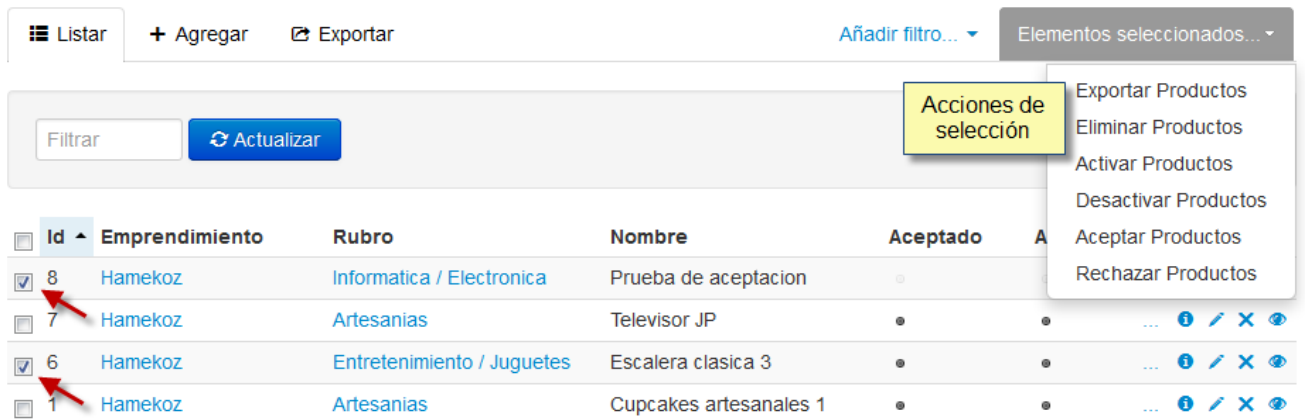 Listar Agregar Exportar Añadir filtro... Elementos seleccionados...
Exportar Productos
Eliminar Productos
Activar Productos
Desactivar Productos
Aceptar Productos
Rechazar Productos
Acciones de
selección
Filtrar Actualizar
Id Emprendimiento Rubro Nombre Aceptado A
8 Hamekoz Informatica / Electronica Prueba de aceptacion
7 Hamekoz Artesanias Televisor JP ...
6 Hamekoz Entretenimiento / Juguetes Escalera clasica 3 ...
1 Hamekoz Artesanias Cupcakes artesanales 1 ...